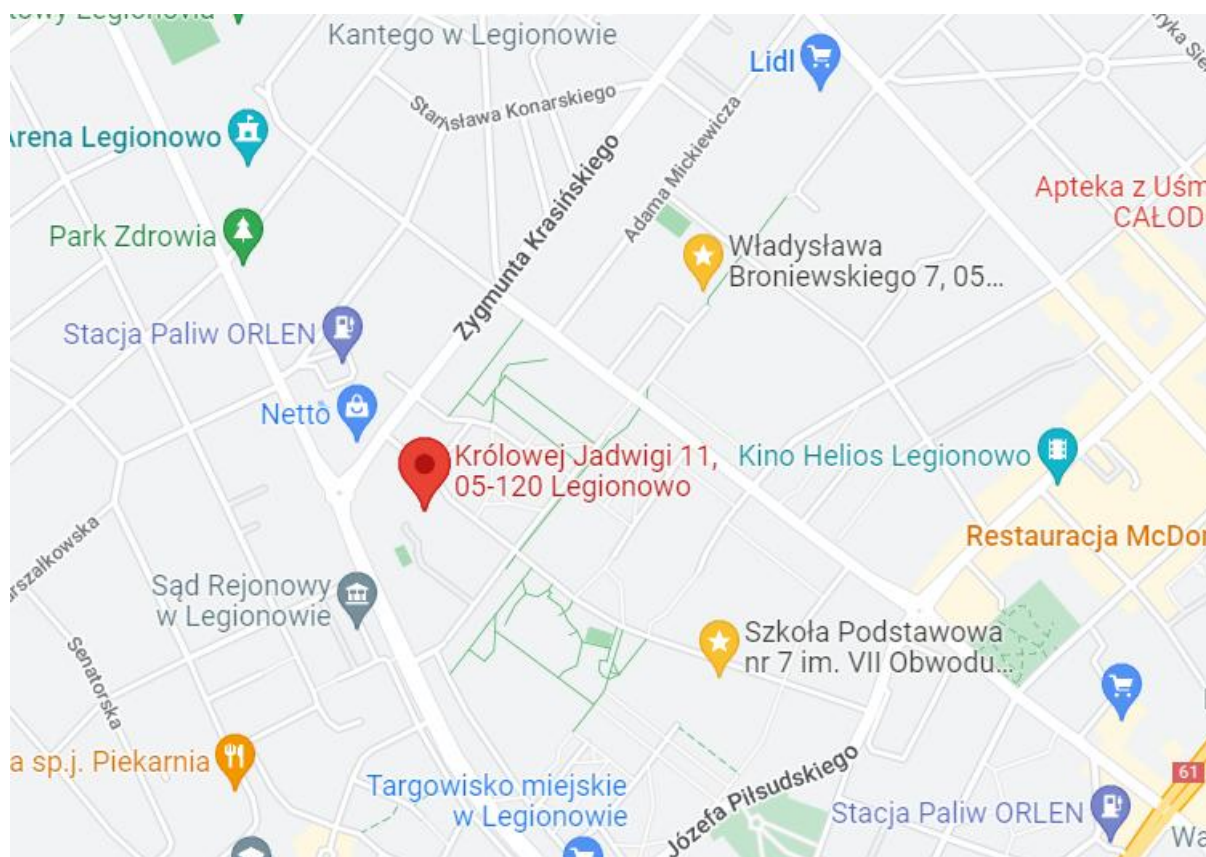 Kantego w Legionowie
Lidl
Stanisława Konarskiego
Adama Mickiewicza
Arena Legionowo
Zygmunta Krasińskiego
Apteka z Uśm
CAŁOD
Park Zdrowia
Władysława
Broniewskiego 7, 05...
Stacja Paliw ORLEN
Netto
Królowej Jadwigi 11,
05-120 Legionowo
Kino Helios Legionowo
Restauracja McDon
arszałkowska
Sąd Rejonowy
w Legionowie
Szkoła Podstawowa
nr 7 im. VII Obwodu...
Senatorska
a sp.j. Piekarnia
61
Targowisko miejskie
w Legionowie
Józefa Piłsudskiego
Stacja Paliw ORLEN
Wa